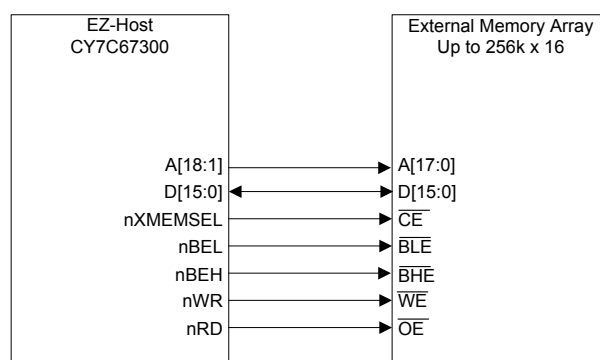 EZ-Host
CY7C67300
External Memory Array
Up to 256k x 16
A[18:1]
A[17:0]
D[15:0]
D[15:0]
nXMEMSEL
CE
nBEL
BLE
nBEH
BHE
nWR
WE
nRD
OE